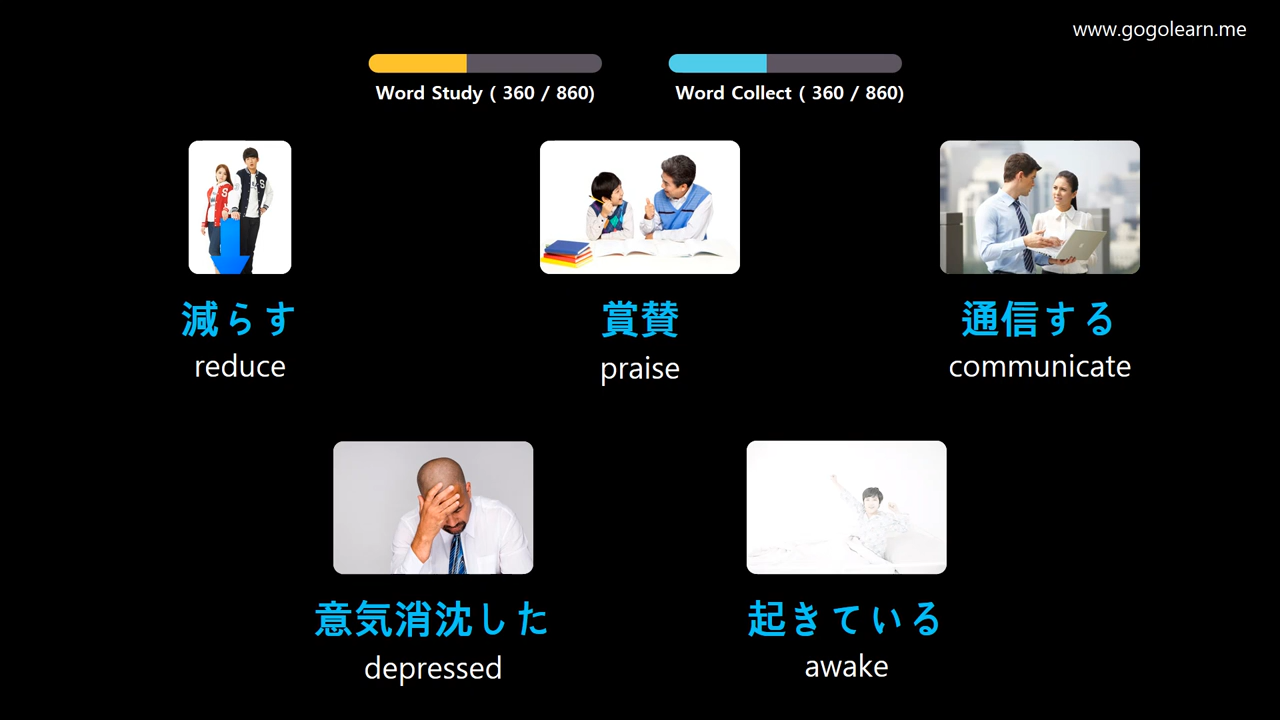 www.gogolearn.me
Word Study ( 360 / 860)
Word Collect ( 360 / 860)
減らす
reduce
賞賛
praise
通信する
communicate
意気消沈した
depressed
起きている
awake